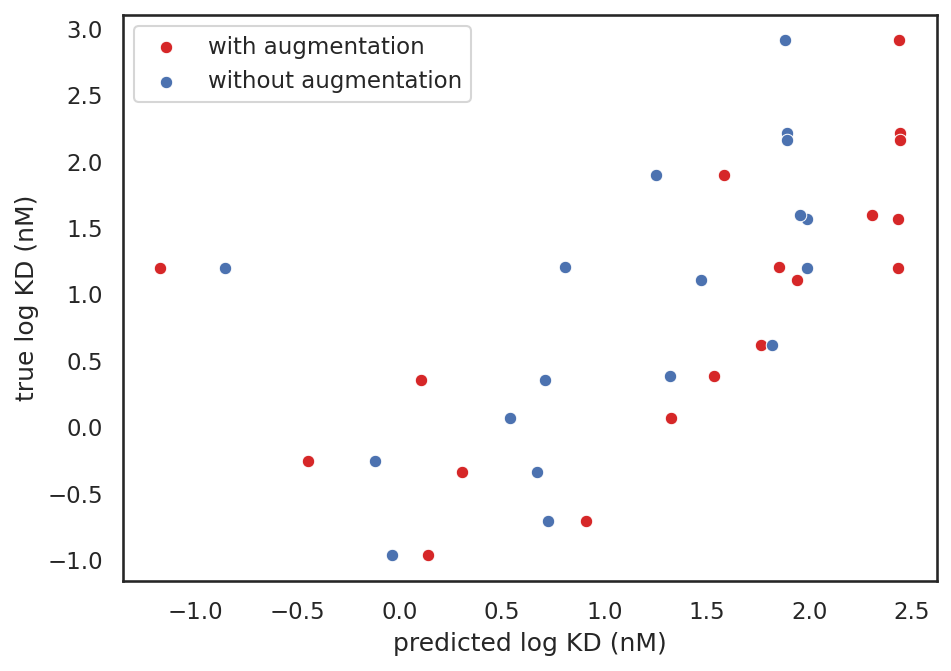 with augmentation
without augmentation
3.0
2.5
2.0
1.5
1.0
0.5
0.0
−0.5
−1.0
true log KD (nM)
−1.0 −0.5 0.0 0.5 1.0 1.5 2.0 2.5
predicted log KD (nM)